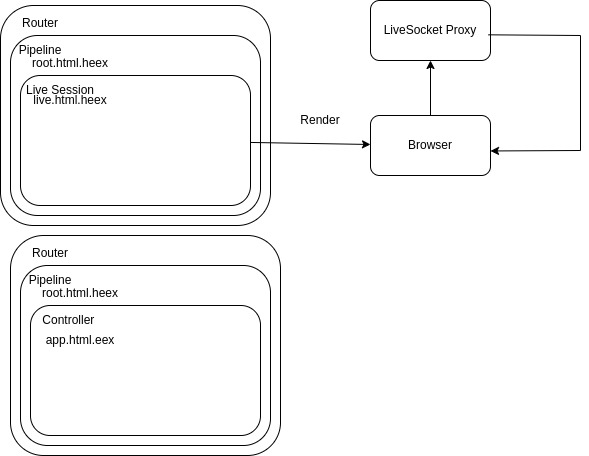 Router
Pipeline
root.html.heex
Live Session
live.html.heex
Render
LiveSocket Proxy
Browser
Router
Pipeline
root.html.heex
Controller
app.html.eex